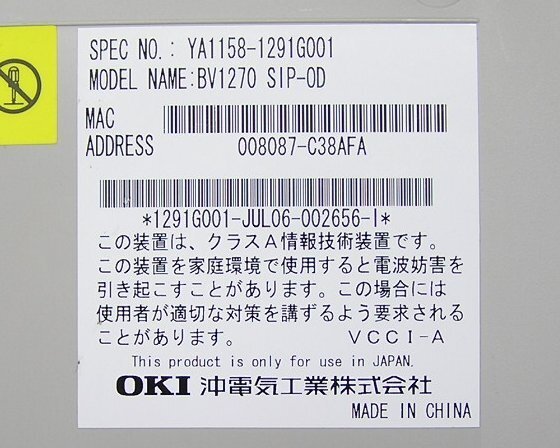 SPEC NO.: YA1158-1291G001
MODEL NAME:BV1270 SIP-OD
MAC
ADDRESS 008087-C38AFA
*1291G001-JUL06-002656-I*
この装置は、クラスA情報技術装置です。
この装置を家庭環境で使用すると電波妨害を
引き起こすことがあります。この場合には
使用者が適切な対策を講ずるよう要求される
ことがあります。 VCCI-A
This product is only for use in JAPAN.
OKI 沖電気工業株式会社
MADE IN CHINA